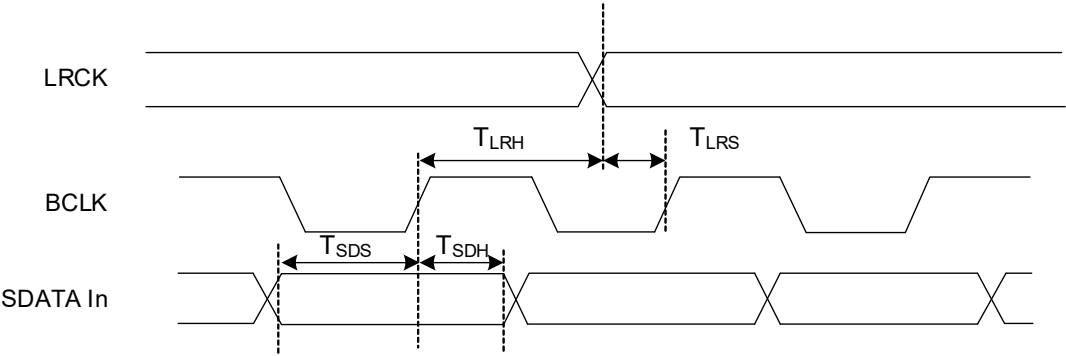 LRCK
TLRH TLRS
BCLK
TSDS TSDH
SDATA In